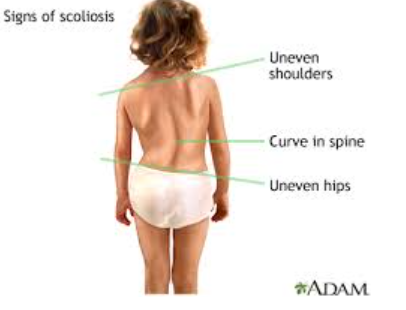 Signs of scoliosis
Uneven
shoulders
Curve in spine
Uneven hips
ADAM.